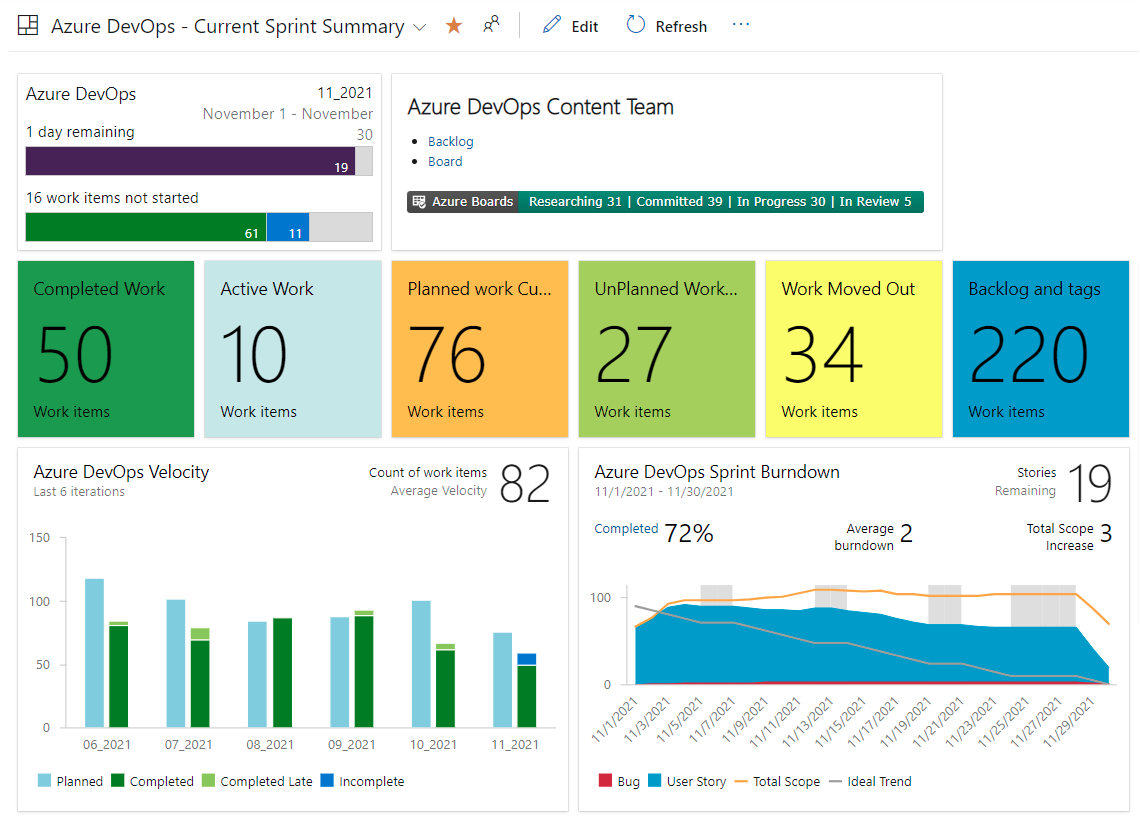 Azure DevOps - Current Sprint Summary
Edit
Refresh
...
Azure DevOps
11_2021
November 1 - November
30
1 day remaining
19
16 work items not started
61
11
Azure DevOps Content Team
• Backlog
• Board
Azure Boards Researching 31 | Committed 39 | In Progress 30 | In Review 5
Completed Work
50
Work items
Active Work
10
Work items
Planned work Cu...
76
Work items
UnPlanned Work...
27
Work items
Work Moved Out
34
Work items
Backlog and tags
220
Work items
Azure DevOps Velocity
Last 6 iterations
Count of work items
Average Velocity
82
150
100
50
0
06_2021
07_2021
08_2021
09_2021
10_2021
11_2021
Planned
Completed
Completed Late
Incomplete
Azure DevOps Sprint Burndown
11/1/2021 - 11/30/2021
Stories
Remaining
19
Completed 72%
Average
burndown
2
Total Scope
Increase
3
100
0
11/1/2021
11/3/2021
11/5/2021
11/7/2021
11/9/2021
11/11/2021
11/13/2021
11/15/2021
11/17/2021
11/19/2021
11/21/2021
11/23/2021
11/25/2021
11/27/2021
11/29/2021
Bug
User Story
Total Scope
Ideal Trend